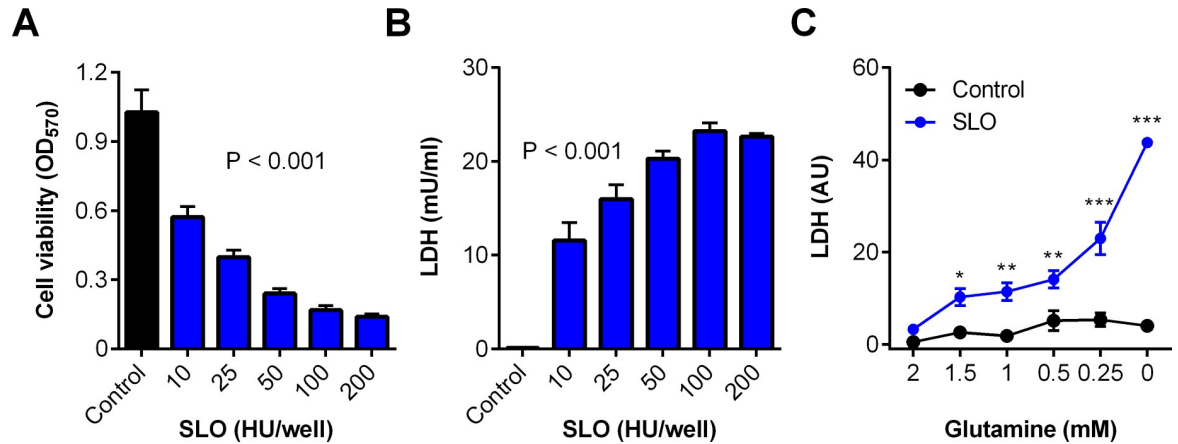 A
Cell viability (OD570)
1.2
0.9
0.6
0.3
0
P < 0.001
Control
10
25
50
100
200
SLO (HU/well)
B
LDH (mU/ml)
30
20
10
0
P < 0.001
Control
10
25
50
100
200
SLO (HU/well)
C
LDH (AU)
60
40
20
0
Control
SLO
*
**
**
***
***
2
1.5
1
0.5
0.25
0
Glutamine (mM)